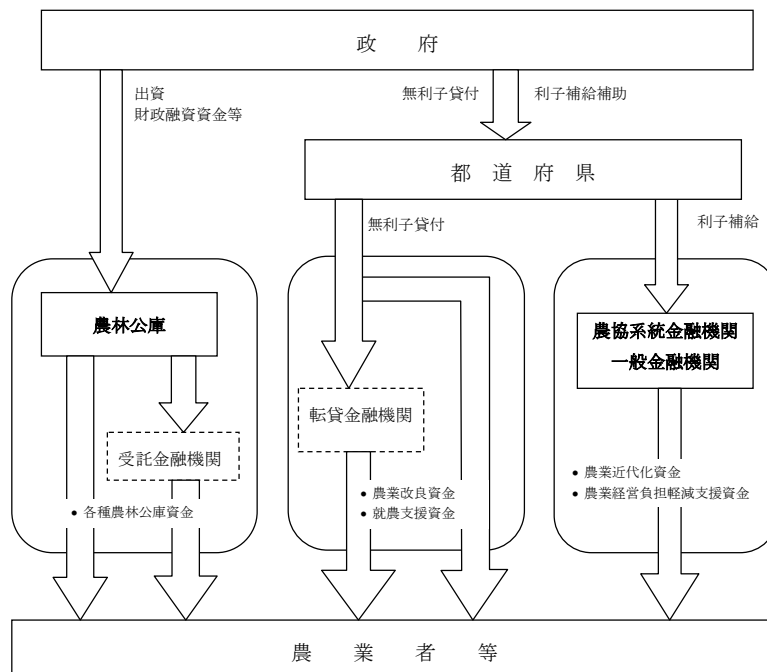 政府
出資
財政融資資金等
無利子貸付
利子補給補助
都道府県
無利子貸付
利子補給
農林公庫
受託金融機関
• 各種農林公庫資金
転貸金融機関
• 農業改良資金
• 就農支援資金
農協系統金融機関
一般金融機関
• 農業近代化資金
• 農業経営負担軽減支援資金
農業者等